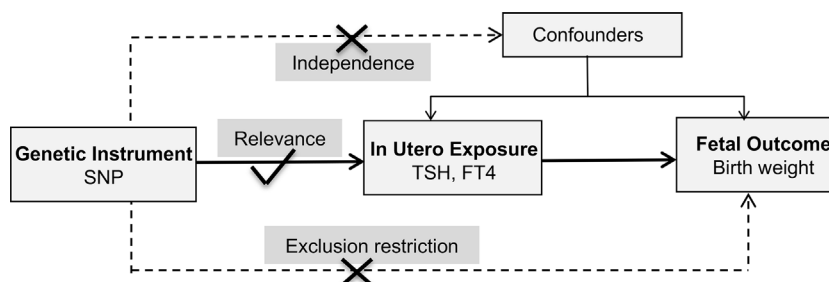 Confounders
Independence
Relevance
Genetic Instrument
SNP
In Utero Exposure
TSH, FT4
Fetal Outcome
Birth weight
Exclusion restriction